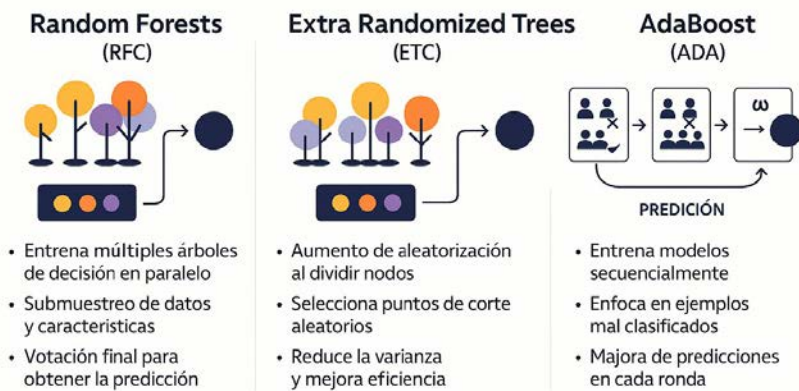 Random Forests
(RFC)
• Entrena múltiples árboles
de decisión en paralelo
• Submuestreo de datos
y caracteristicas
• Votación final para
obtener la predicción
Extra Randomized Trees
(ETC)
• Aumento de aleatorización
al dividir nodos
• Selecciona puntos de corte
aleatorios
• Reduce la varianza
y mejora eficiencia
AdaBoost
(ADA)
ω
PREDICIÓN
• Entrena modelos
secuencialmente
• Enfoca en ejemplos
mal clasificados
• Majora de predicciones
en cada ronda